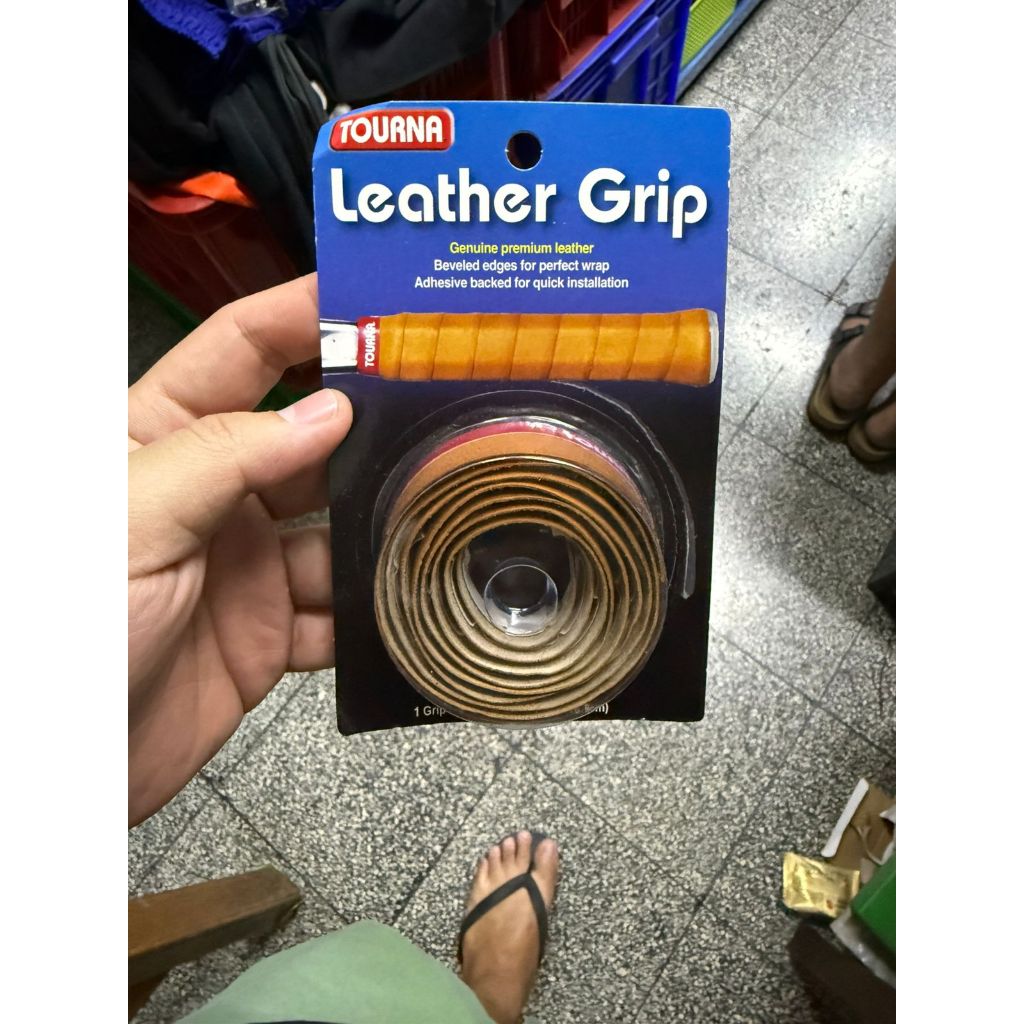 TOURNA
Leather Grip
Genuine premium leather
Beveled edges for perfect wrap
Adhesive backed for quick installation
TOURNA
1 Grip